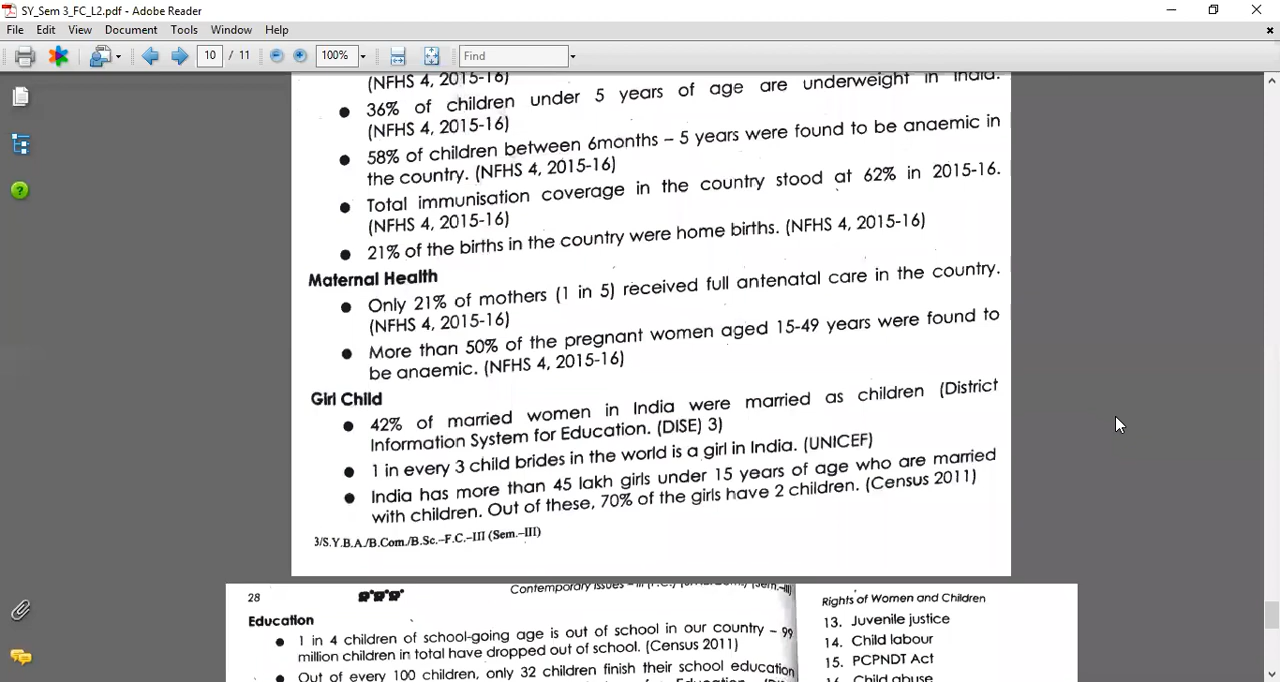 SY_Sem 3_FC_L2.pdf - Adobe Reader
File Edit View Document Tools Window Help
10 / 11 100% Find
(NFHS 4, 2015-16)
● 36% of children under 5 years of age are underweight in India.
(NFHS 4, 2015-16)
● 58% of children between 6months – 5 years were found to be anaemic in
the country. (NFHS 4, 2015-16)
● Total immunisation coverage in the country stood at 62% in 2015-16.
(NFHS 4, 2015-16)
● 21% of the births in the country were home births. (NFHS 4, 2015-16)
Maternal Health
● Only 21% of mothers (1 in 5) received full antenatal care in the country.
(NFHS 4, 2015-16)
● More than 50% of the pregnant women aged 15-49 years were found to
be anaemic. (NFHS 4, 2015-16)
Girl Child
● 42% of married women in India were married as children (District
Information System for Education. (DISE) 3)
● 1 in every 3 child brides in the world is a girl in India. (UNICEF)
● India has more than 45 lakh girls under 15 years of age who are married
with children. Out of these, 70% of the girls have 2 children. (Census 2011)
3/S.Y.B.A./B.Com./B.Sc.–F.C.–III (Sem.–III)
28 Contemporary Issues – III (Sem.-III)
Education
● 1 in 4 children of school-going age is out of school in our country – 99
million children in total have dropped out of school. (Census 2011)
● Out of every 100 children, only 32 children finish their school education
Rights of Women and Children
13. Juvenile justice
14. Child labour
15. PCPNDT Act
Child abuse